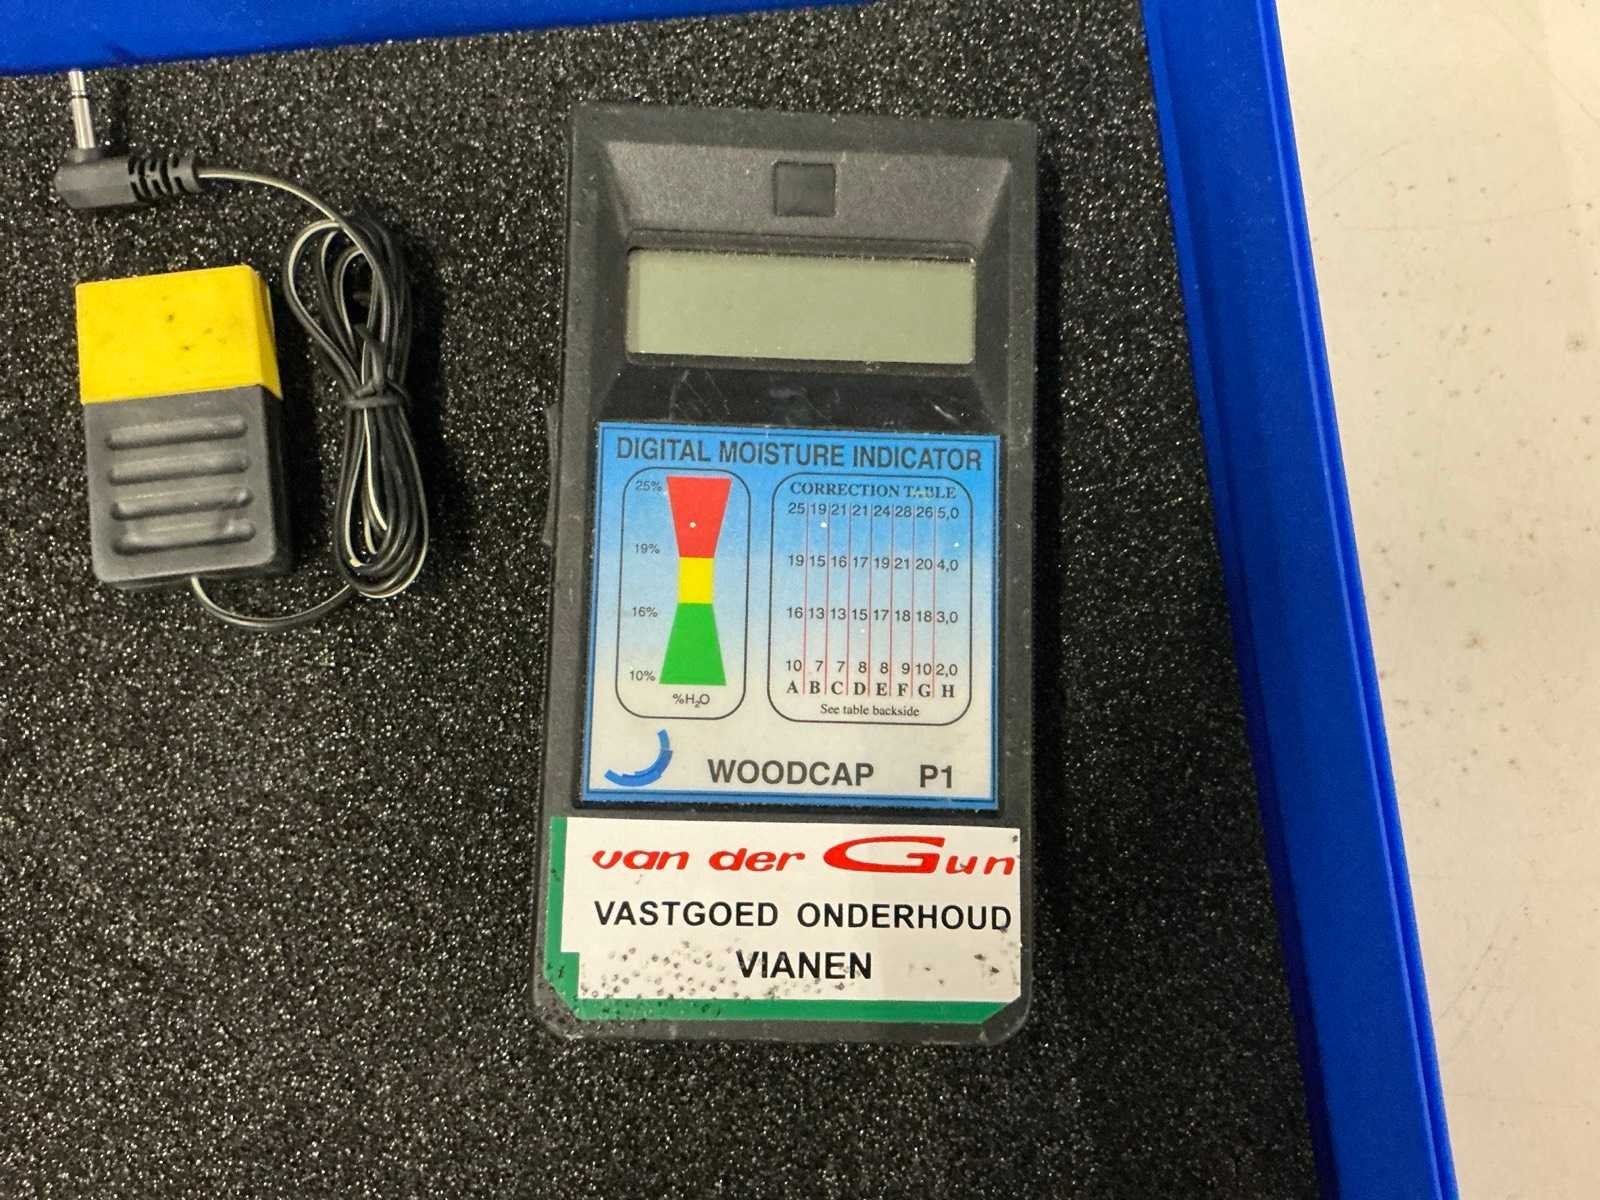 DIGITAL MOISTURE INDICATOR
25%
19%
16%
10%
%H₂O
CORRECTION TABLE
25 19 21 21 24 28 26 5,0
19 15 16 17 19 21 20 4,0
16 13 13 15 17 18 18 3,0
10 7 7 8 8 9 10 2,0
A B C D E F G H
See table backside
WOODCAP P1
van der Gun
VASTGOED ONDERHOUD
VIANEN